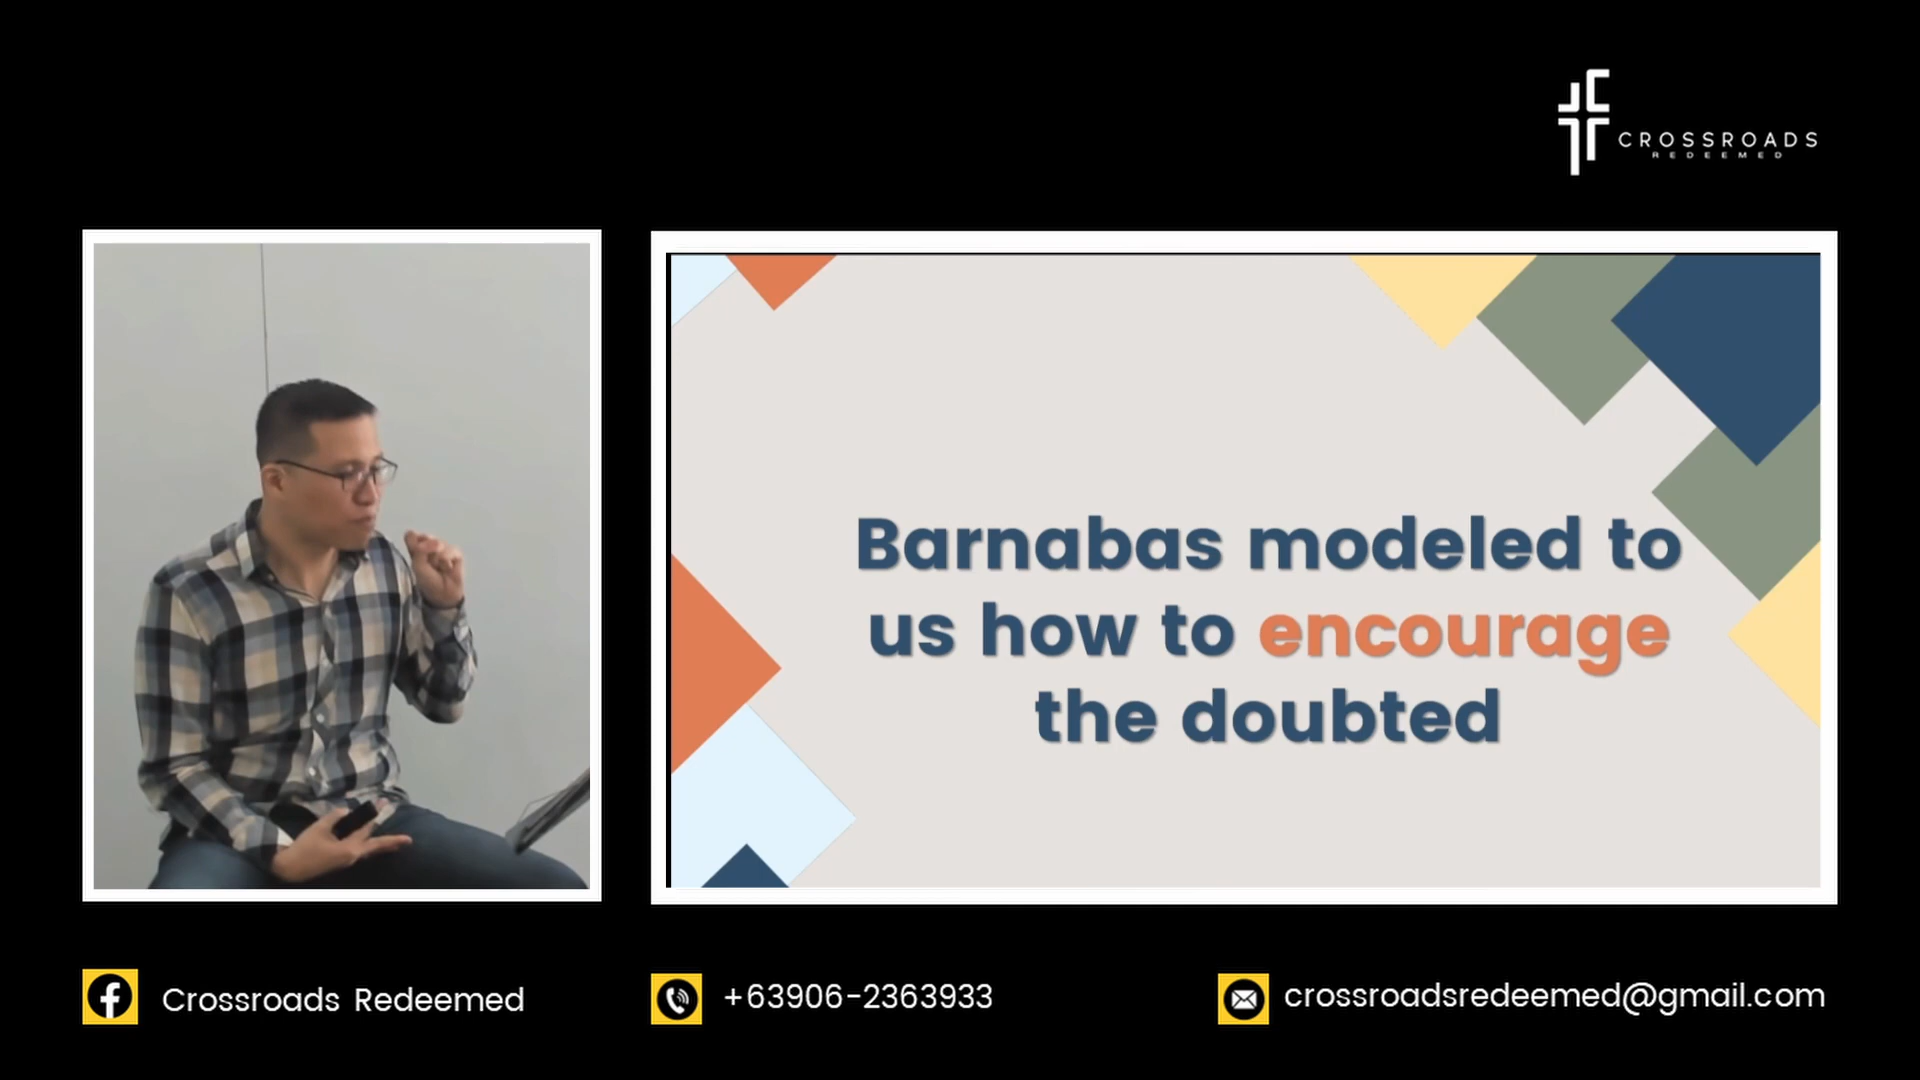 CROSSROADS
REDEEMED
Barnabas modeled to
us how to encourage
the doubted
Crossroads Redeemed
+63906-2363933
crossroadsredeemed@gmail.com